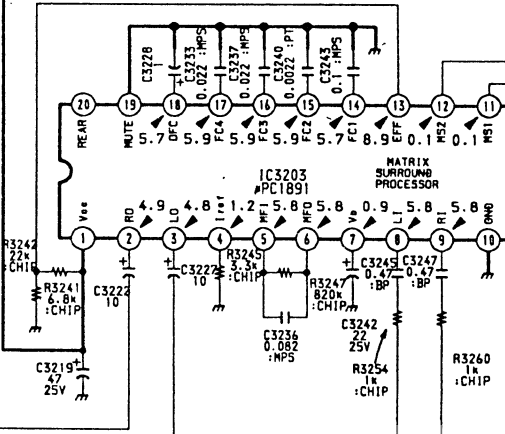 C3228
1
C3233
0.022 :MPS
C3237
0.022 :MPS
C3240
0.0022 :PT
C3243
0.1 :MPS
20 19 18 17 16 15 14 13 12 11
REAR MUTE OFC FC4 FC3 FC2 FC1 EFF MS2 MS1
5.7 5.9 5.9 5.9 5.7 8.9 0.1 0.1
IC3203
µPC1891
MATRIX
SURROUND
PROCESSOR
4.9 4.8 1.2 5.8 5.8 0.9 5.8 5.8
Vcc RO LO Iref MFI MFO LI RI GND
1 2 3 4 5 6 7 8 9 10
R3242
22k
:CHIP
R3241
6.8k
:CHIP
C3222
10
C3227
10
R3245
3.3k
:CHIP
R3247
820k
:CHIP
C3245
0.47
:BP
C3247
0.47
:BP
C3236
0.082
:MPS
C3242
22
25V
R3254
1k
:CHIP
R3260
1k
:CHIP
C3219
47
25V